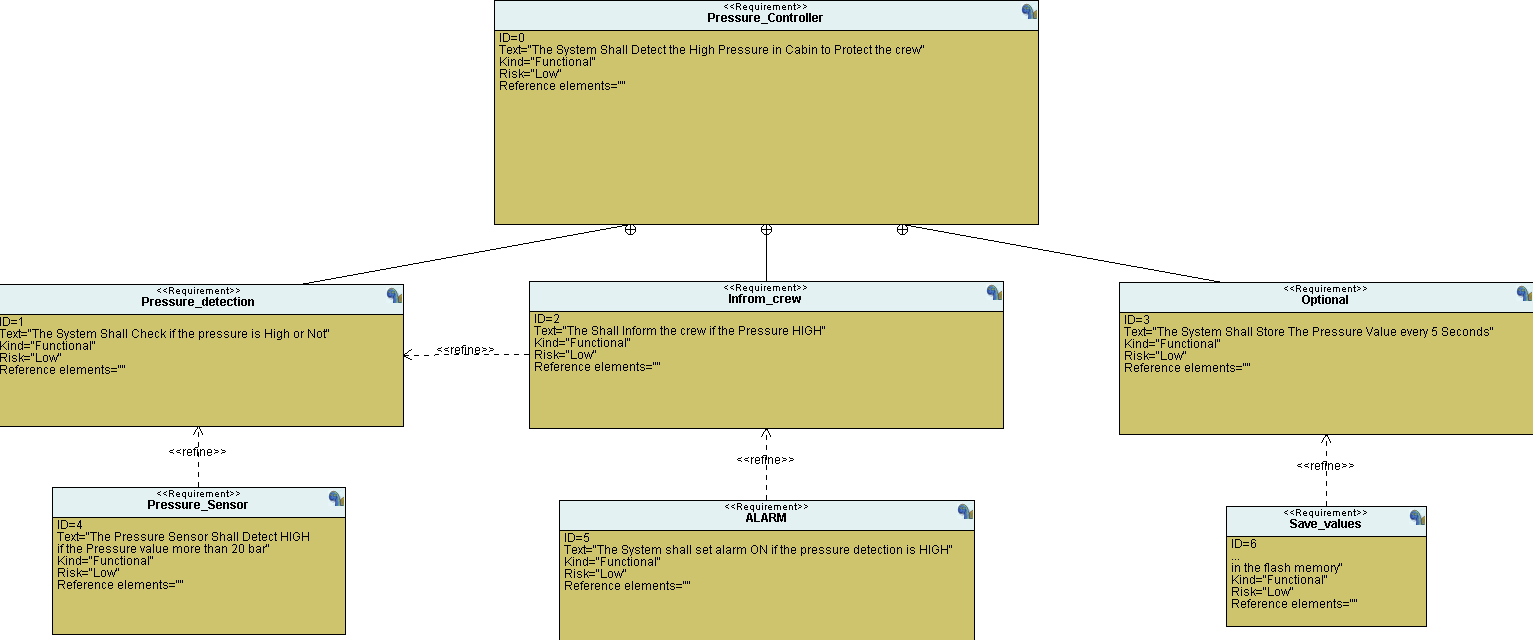 <<Requirement>>
Pressure_Controller
ID=0
Text="The System Shall Detect the High Pressure in Cabin to Protect the crew"
Kind="Functional"
Risk="Low"
Reference elements=""
<<Requirement>>
Pressure_detection
ID=1
Text="The System Shall Check if the pressure is High or Not"
Kind="Functional"
Risk="Low"
Reference elements=""
<<refine>>
<<Requirement>>
Infrom_crew
ID=2
Text="The Shall Inform the crew if the Pressure HIGH"
Kind="Functional"
Risk="Low"
Reference elements=""
<<Requirement>>
Optional
ID=3
Text="The System Shall Store The Pressure Value every 5 Seconds"
Kind="Functional"
Risk="Low"
Reference elements=""
<<refine>>
<<refine>>
<<refine>>
<<Requirement>>
Pressure_Sensor
ID=4
Text="The Pressure Sensor Shall Detect HIGH
if the Pressure value more than 20 bar"
Kind="Functional"
Risk="Low"
Reference elements=""
<<Requirement>>
ALARM
ID=5
Text="The System shall set alarm ON if the pressure detection is HIGH"
Kind="Functional"
Risk="Low"
Reference elements=""
<<Requirement>>
Save_values
ID=6
...
in the flash memory"
Kind="Functional"
Risk="Low"
Reference elements=""